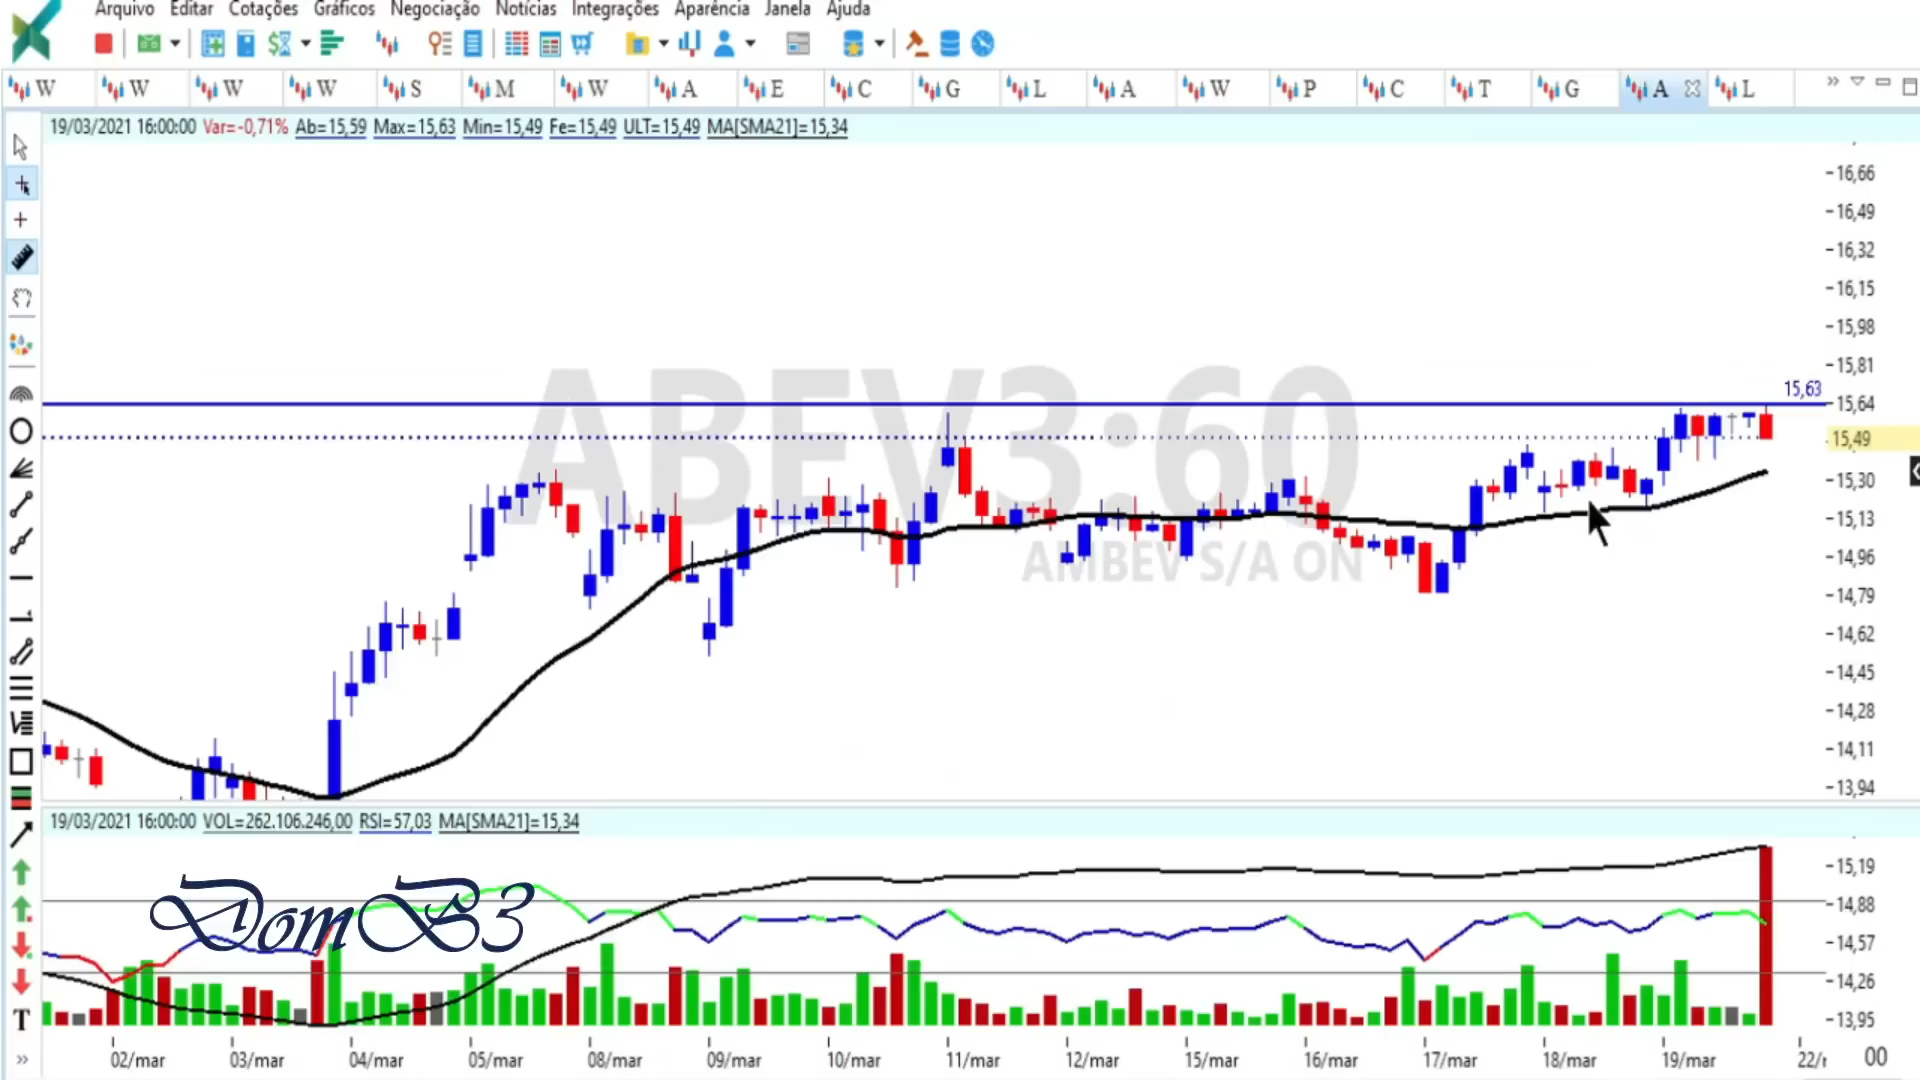 Arquivo Editar Cotações Gráficos Negociação Notícias Integrações Aparência Janela Ajuda
W W W W S M W A E C G L A W P C T G A L
19/03/2021 16:00:00 Var=-0,71% Ab=15,59 Max=15,63 Min=15,49 Fe=15,49 ULT=15,49 MA[SMA21]=15,34
16,66
16,49
16,32
16,15
15,98
15,81
15,63
15,64
15,49
15,30
15,13
14,96
14,79
14,62
14,45
14,28
14,11
13,94
ABEV3:60
AMBEV S/A ON
19/03/2021 16:00:00 VOL=262.106.246,00 RSI=57,03 MA[SMA21]=15,34
DomB3
15,19
14,88
14,57
14,26
13,95
T
02/mar 03/mar 04/mar 05/mar 08/mar 09/mar 10/mar 11/mar 12/mar 15/mar 16/mar 17/mar 18/mar 19/mar 22/ 00